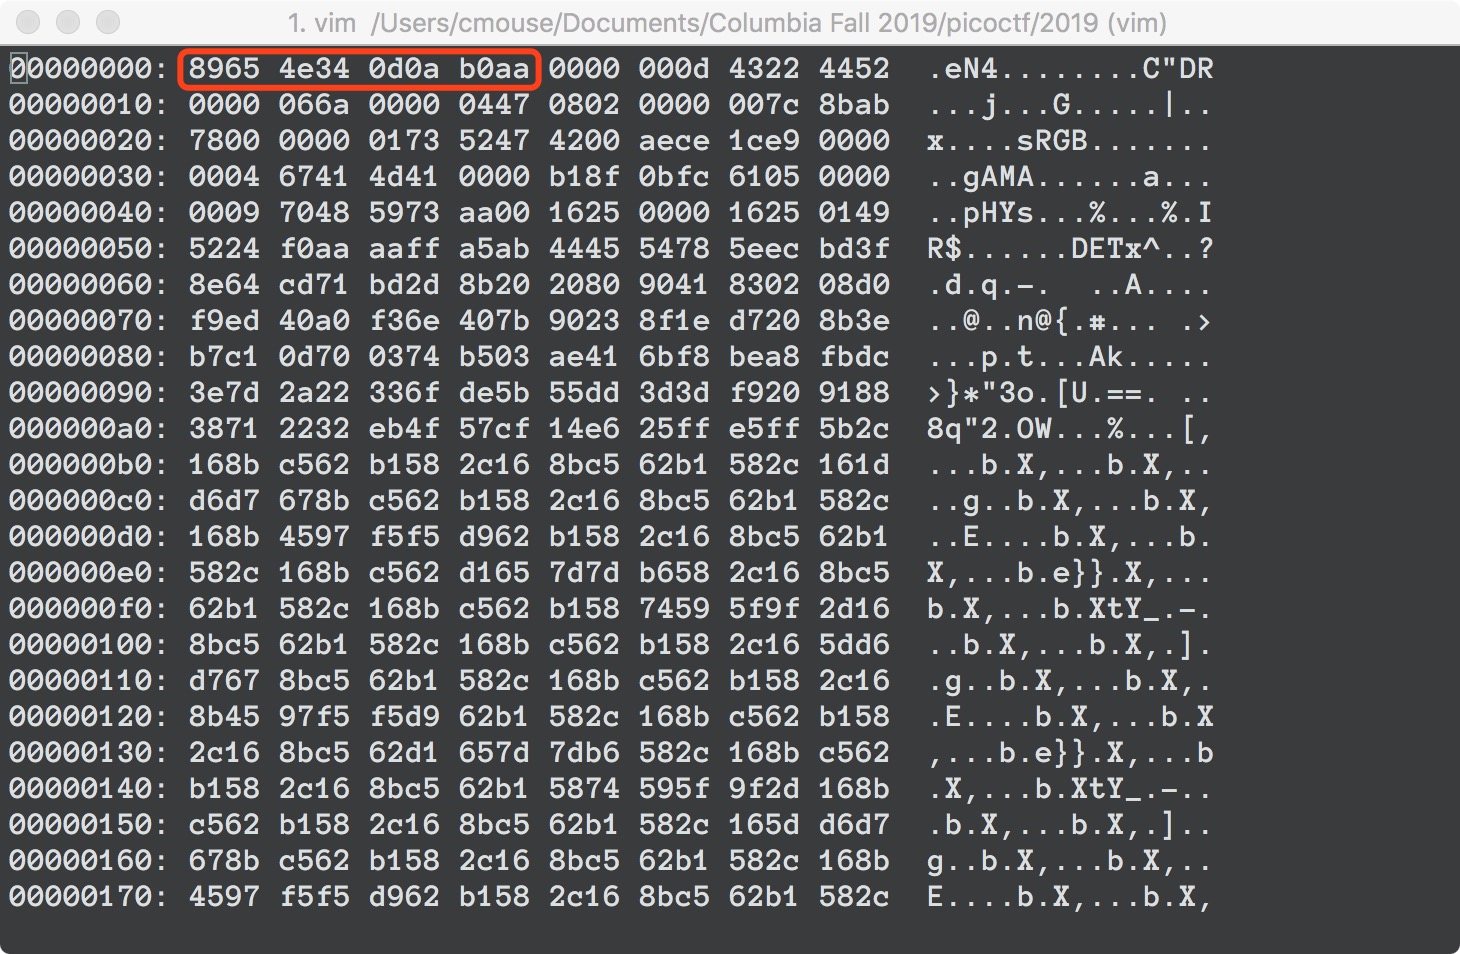 1. vim /Users/cmouse/Documents/Columbia Fall 2019/picoctf/2019 (vim)
00000000: 8965 4e34 0d0a b0aa 0000 000d 4322 4452 .eN4........C"DR
00000010: 0000 066a 0000 0447 0802 0000 007c 8bab ...j...G.....|..
00000020: 7800 0000 0173 5247 4200 aece 1ce9 0000 x....sRGB.......
00000030: 0004 6741 4d41 0000 b18f 0bfc 6105 0000 ..gAMA......a...
00000040: 0009 7048 5973 aa00 1625 0000 1625 0149 ..pHYs...%...%.I
00000050: 5224 f0aa aaff a5ab 4445 5478 5eec bd3f R$......DETx^..?
00000060: 8e64 cd71 bd2d 8b20 2080 9041 8302 08d0 .d.q.-.  ..A....
00000070: f9ed 40a0 f36e 407b 9023 8f1e d720 8b3e ..@..n@{.#... .>
00000080: b7c1 0d70 0374 b503 ae41 6bf8 bea8 fbdc ...p.t...Ak.....
00000090: 3e7d 2a22 336f de5b 55dd 3d3d f920 9188 >}*"3o.[U.==. ..
000000a0: 3871 2232 eb4f 57cf 14e6 25ff e5ff 5b2c 8q"2.OW...%...[,
000000b0: 168b c562 b158 2c16 8bc5 62b1 582c 161d ...b.X,...b.X,..
000000c0: d6d7 678b c562 b158 2c16 8bc5 62b1 582c ..g..b.X,...b.X,
000000d0: 168b 4597 f5f5 d962 b158 2c16 8bc5 62b1 ..E....b.X,...b.
000000e0: 582c 168b c562 d165 7d7d b658 2c16 8bc5 X,...b.e}}.X,...
000000f0: 62b1 582c 168b c562 b158 7459 5f9f 2d16 b.X,...b.XtY_.-.
00000100: 8bc5 62b1 582c 168b c562 b158 2c16 5dd6 ..b.X,...b.X,.].
00000110: d767 8bc5 62b1 582c 168b c562 b158 2c16 .g..b.X,...b.X,.
00000120: 8b45 97f5 f5d9 62b1 582c 168b c562 b158 .E....b.X,...b.X
00000130: 2c16 8bc5 62d1 657d 7db6 582c 168b c562 ,...b.e}}.X,...b
00000140: b158 2c16 8bc5 62b1 5874 595f 9f2d 168b .X,...b.XtY_.-..
00000150: c562 b158 2c16 8bc5 62b1 582c 165d d6d7 .b.X,...b.X,.]..
00000160: 678b c562 b158 2c16 8bc5 62b1 582c 168b g..b.X,...b.X,..
00000170: 4597 f5f5 d962 b158 2c16 8bc5 62b1 582c E....b.X,...b.X,